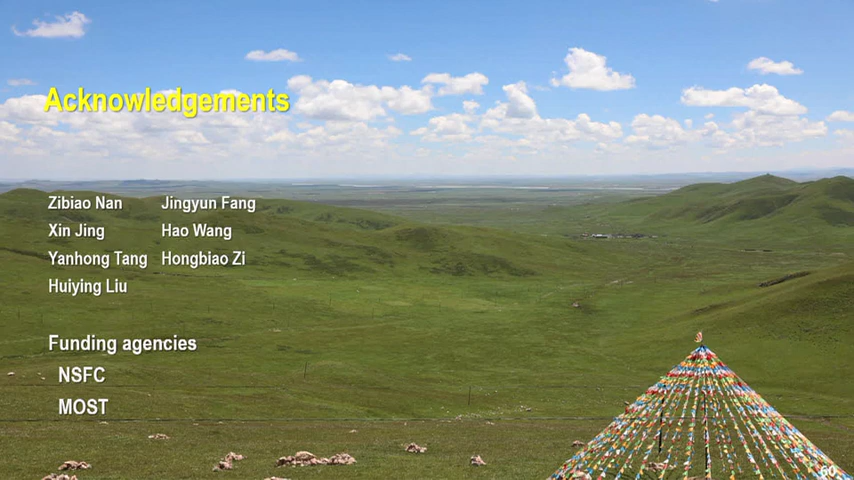 Acknowledgements
Zibiao Nan Jingyun Fang
Xin Jing Hao Wang
Yanhong Tang Hongbiao Zi
Huiying Liu
Funding agencies
NSFC
MOST
60